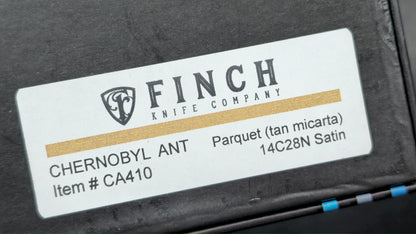 FINCH
KNIFE COMPANY
CHERNOBYL ANT Parquet (tan micarta)
Item # CA410 14C28N Satin